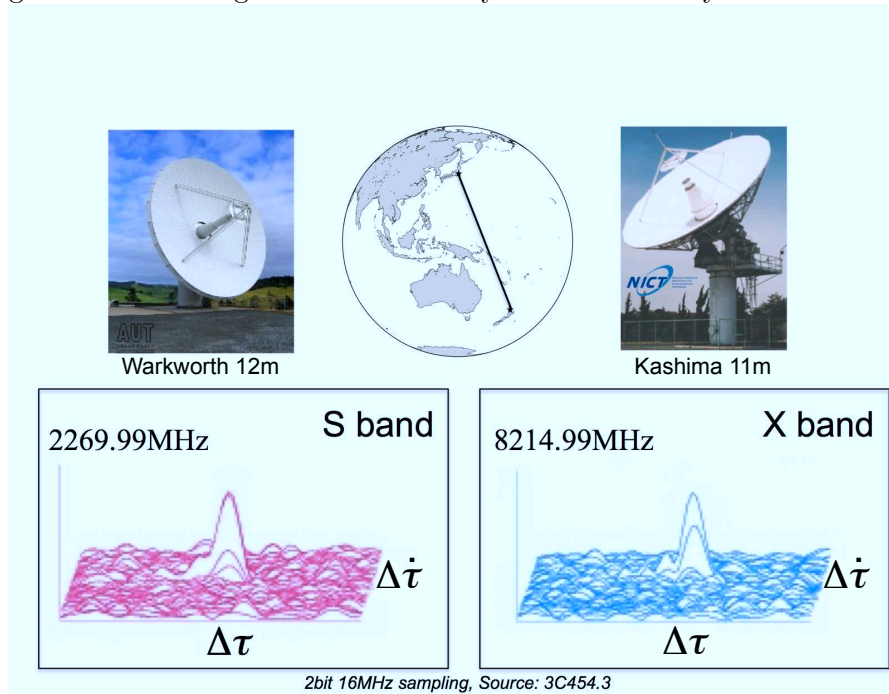 AUT
NICT
Warkworth 12m
Kashima 11m
S band
2269.99MHz
Δτ̇
Δτ
X band
8214.99MHz
Δτ̇
Δτ
2bit 16MHz sampling, Source: 3C454.3